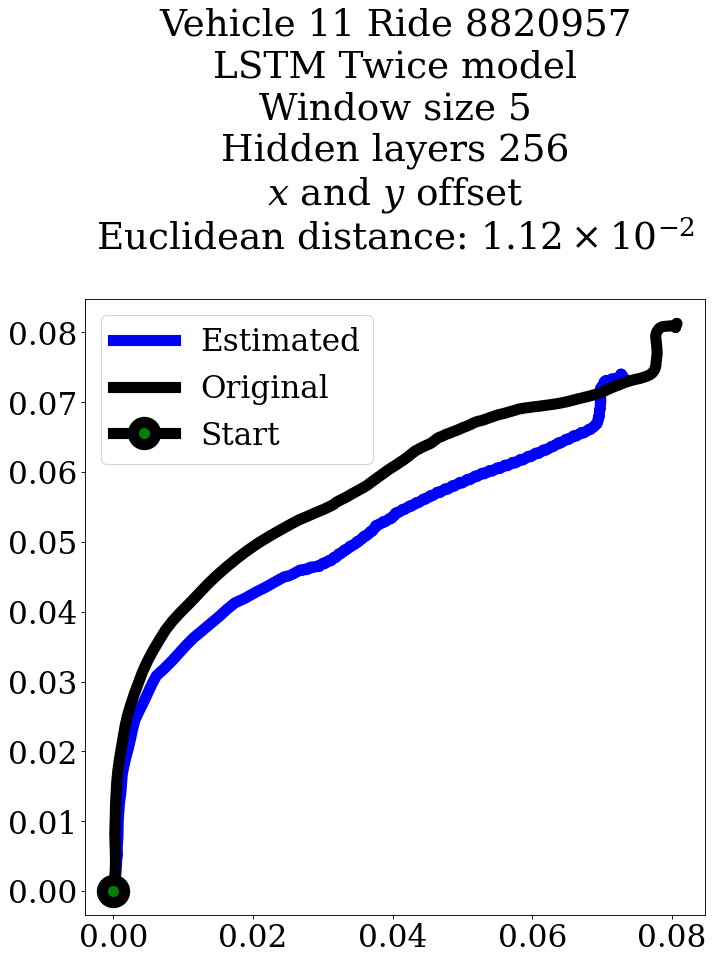 Vehicle 11 Ride 8820957
LSTM Twice model
Window size 5
Hidden layers 256
x and y offset
Euclidean distance: 1.12 × 10⁻²
Estimated
Original
Start
0.08
0.07
0.06
0.05
0.04
0.03
0.02
0.01
0.00
0.00 0.02 0.04 0.06 0.08